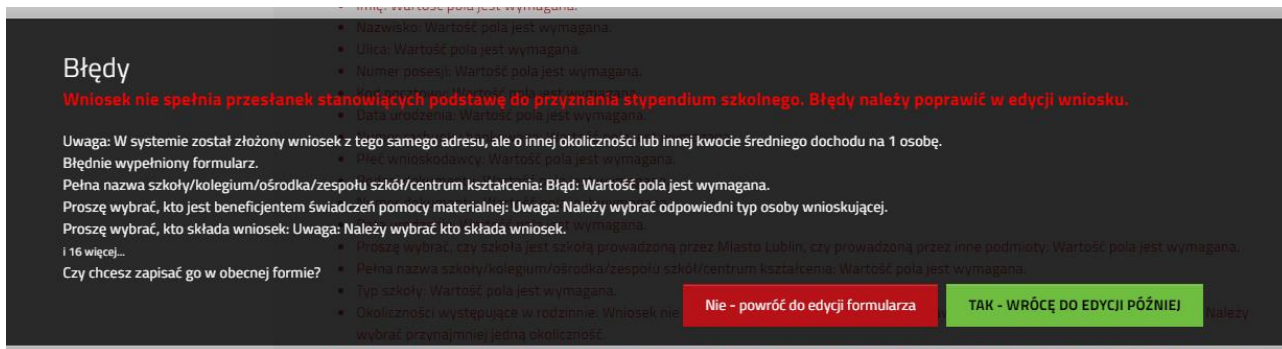 Imię: Wartość pola jest wymagana.
Nazwisko: Wartość pola jest wymagana.
Ulica: Wartość pola jest wymagana.
Numer posesji: Wartość pola jest wymagana.
Błędy
Wniosek nie spełnia przesłanek stanowiących podstawę do przyznania stypendium szkolnego. Błędy należy poprawić w edycji wniosku.
Data urodzenia: Wartość pola jest wymagana.
Uwaga: W systemie został złożony wniosek z tego samego adresu, ale o innej okoliczności lub innej kwocie średniego dochodu na 1 osobę.
Płeć wnioskodawcy: Wartość pola jest wymagana.
Błędnie wypełniony formularz.
Pełna nazwa szkoły/kolegium/ośrodka/zespołu szkół/centrum kształcenia: Błąd: Wartość pola jest wymagana.
Proszę wybrać, kto jest beneficjentem świadczeń pomocy materialnej: Uwaga: Należy wybrać odpowiedni typ osoby wnioskującej.
Proszę wybrać, kto składa wniosek: Uwaga: Należy wybrać kto składa wniosek.
Proszę wybrać, czy szkoła jest szkołą prowadzoną przez Miasto Lublin, czy prowadzoną przez inne podmioty: Wartość pola jest wymagana.
i 16 więcej...
Pełna nazwa szkoły/kolegium/ośrodka/zespołu szkół/centrum kształcenia: Wartość pola jest wymagana.
Czy chcesz zapisać go w obecnej formie?
Typ szkoły: Wartość pola jest wymagana.
Nie - powróć do edycji formularza
TAK - WRÓCĘ DO EDYCJI PÓŹNIEJ
Okoliczności występujące w rodzinie: Wniosek nie
Należy
wybrać przynajmniej jedną okoliczność.